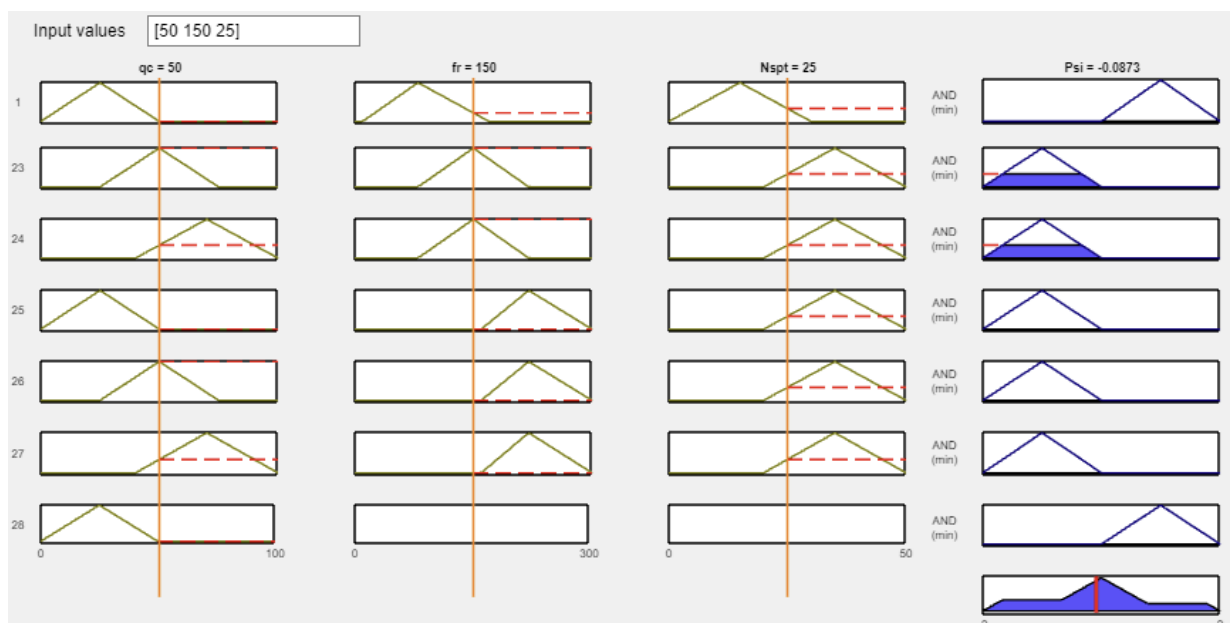 Input values [50 150 25]
qc = 50 fr = 150 Nspt = 25 Psi = -0.0873
1 AND
(min)
23 AND
(min)
24 AND
(min)
25 AND
(min)
26 AND
(min)
27 AND
(min)
28 AND
(min)
0 100 0 300 0 50